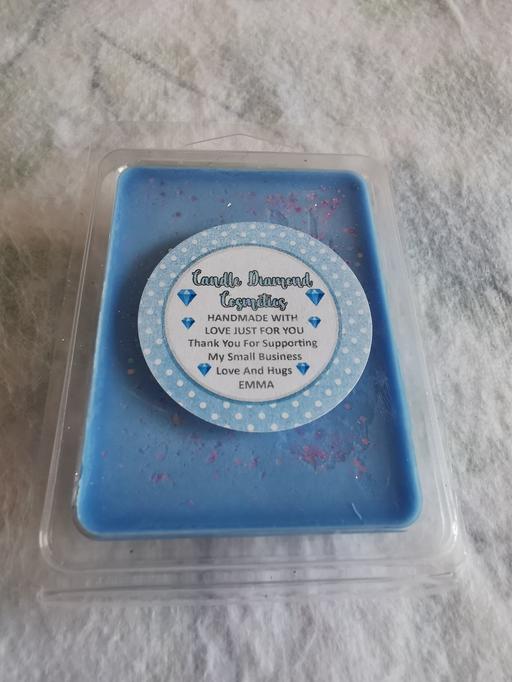 Candle Diamond
Cosmetics
HANDMADE WITH
LOVE JUST FOR YOU
Thank You For Supporting
My Small Business
Love And Hugs
EMMA